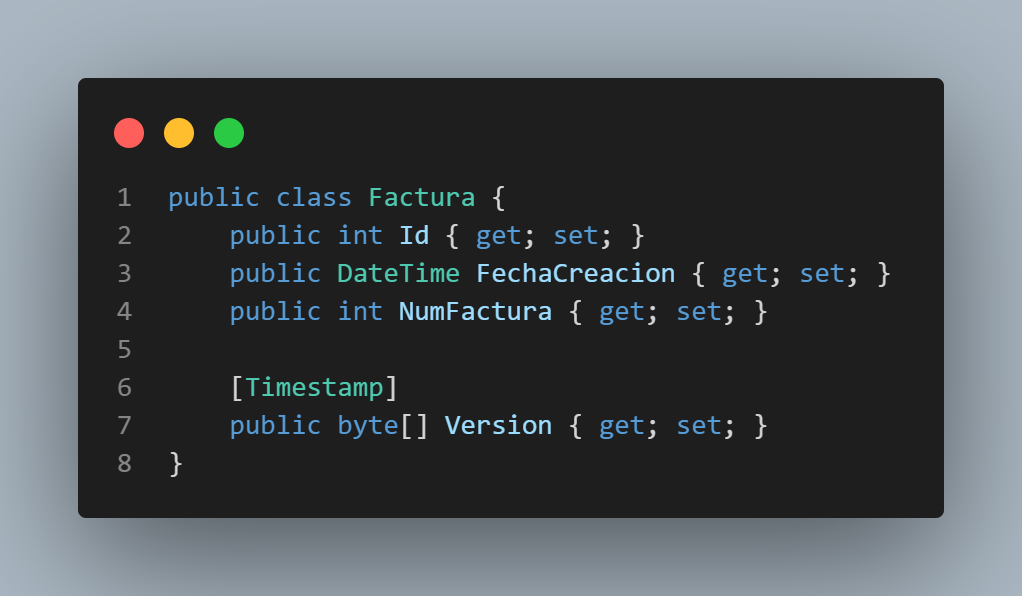 1 public class Factura {
2     public int Id { get; set; }
3     public DateTime FechaCreacion { get; set; }
4     public int NumFactura { get; set; }
5
6     [Timestamp]
7     public byte[] Version { get; set; }
8 }